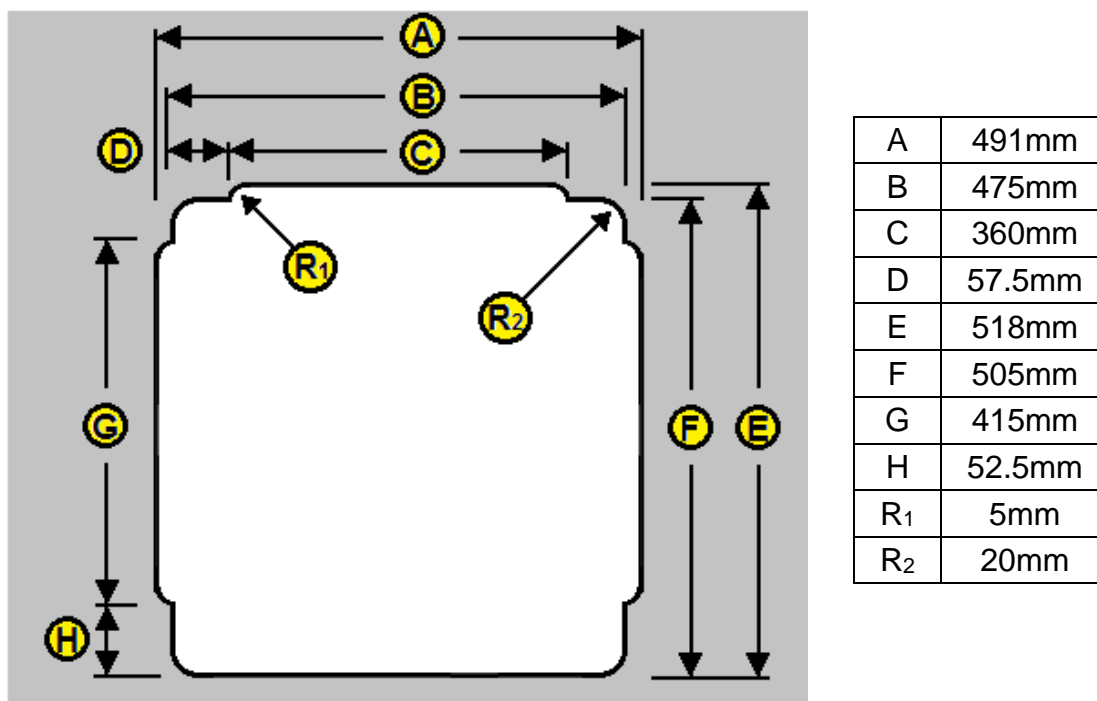 A
B
D
C
R₁
R₂
G
F
E
H
A 491mm
B 475mm
C 360mm
D 57.5mm
E 518mm
F 505mm
G 415mm
H 52.5mm
R₁ 5mm
R₂ 20mm